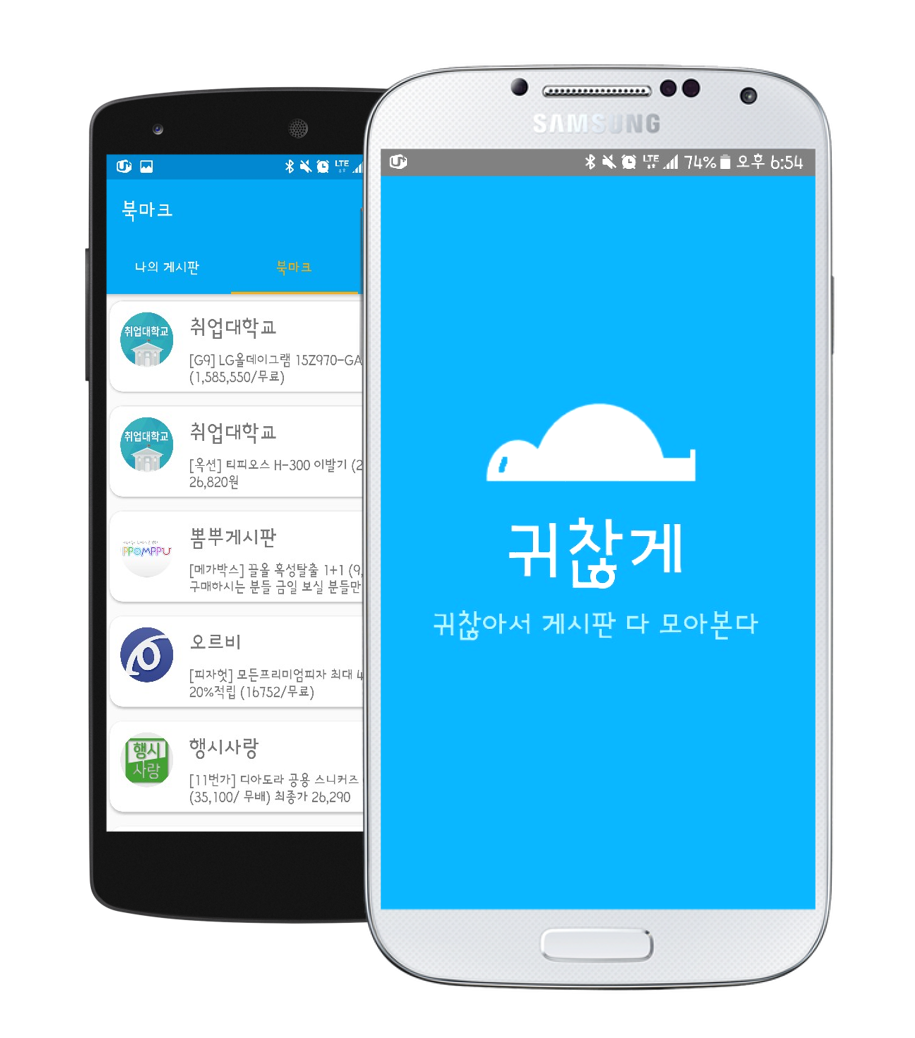 북마크
나의 게시판
북마크
취업대학교
취업대학교
[G9] LG올데이그램 15Z970-GA
(1,585,550/무료)
취업대학교
취업대학교
[옥션] 티피오스 H-300 이발기 (2
26,820원
PPOMPPU
뽐뿌게시판
[메가박스] 끌올 혹성탈출 1+1 (9,
구매하시는 분들 금일 보실 분들만
오르비
[피자헛] 모든프리미엄피자 최대 4
20%적립 (16752/무료)
행시
사랑
행시사랑
[11번가] 디아도라 공용 스니커즈
(35,100/ 무배) 최종가 26,290
LTE
SAMSUNG
U+ LTE 74% 오후 6:54
귀찮게
귀찮아서 게시판 다 모아본다